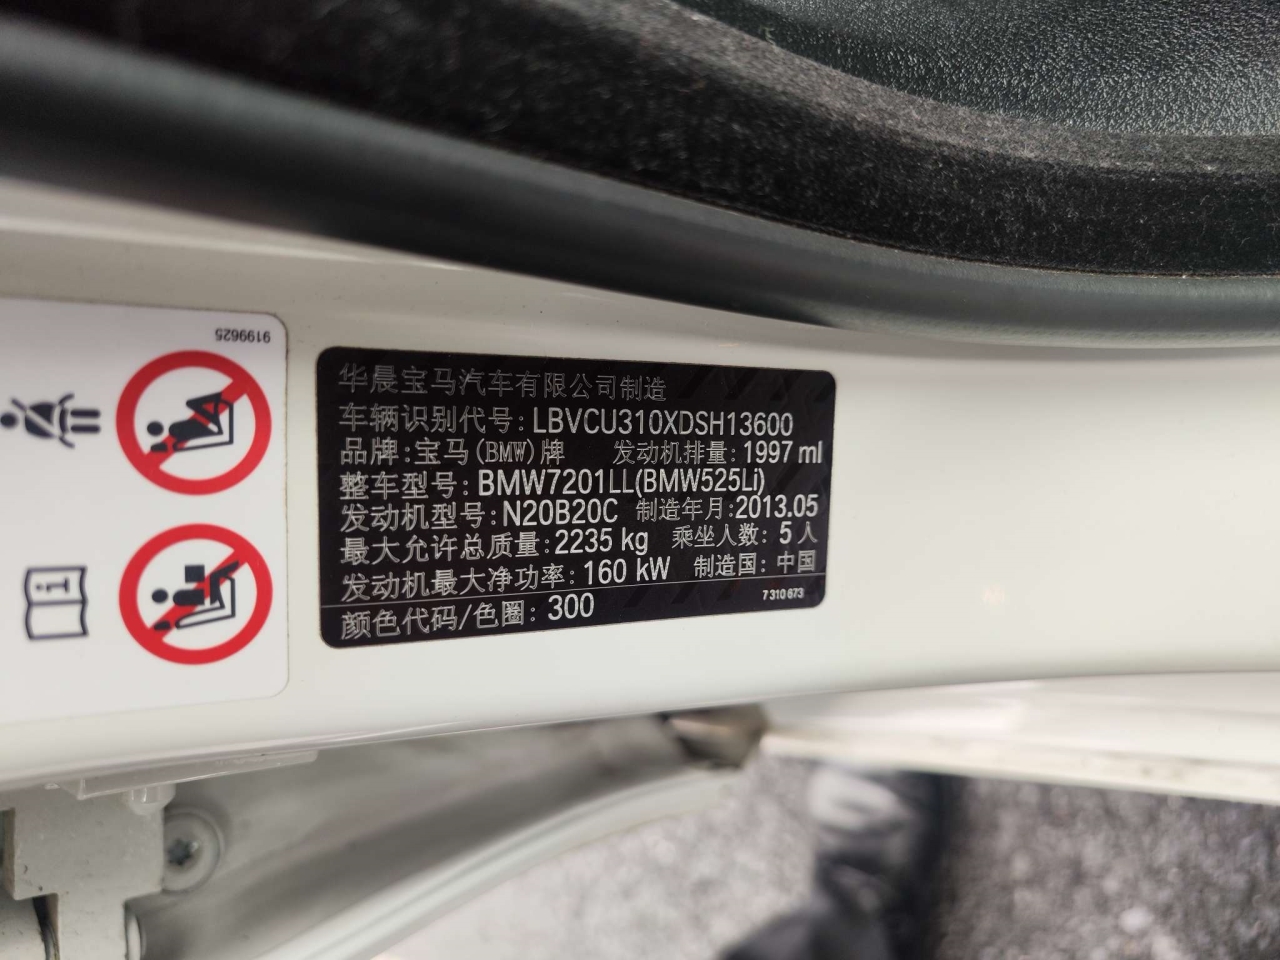 9199625
华晨宝马汽车有限公司制造
车辆识别代号: LBVCU310XDSH13600
品牌: 宝马(BMW)牌 发动机排量: 1997 ml
整车型号: BMW7201LL(BMW525Li)
发动机型号: N20B20C 制造年月: 2013.05
最大允许总质量: 2235 kg 乘坐人数: 5 人
发动机最大净功率: 160 kW 制造国: 中国
颜色代码/色圈: 300
7 310 673